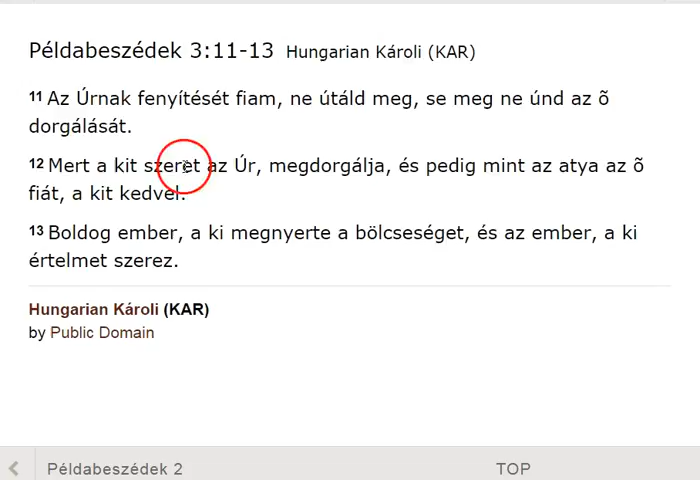 Példabeszédek 3:11-13 Hungarian Károli (KAR)
11 Az Úrnak fenyítését fiam, ne útáld meg, se meg ne únd az õ
dorgálását.
12 Mert a kit szeret az Úr, megdorgálja, és pedig mint az atya az õ
fiát, a kit kedvel.
13 Boldog ember, a ki megnyerte a bölcseséget, és az ember, a ki
értelmet szerez.
Hungarian Károli (KAR)
by Public Domain
Példabeszédek 2 TOP